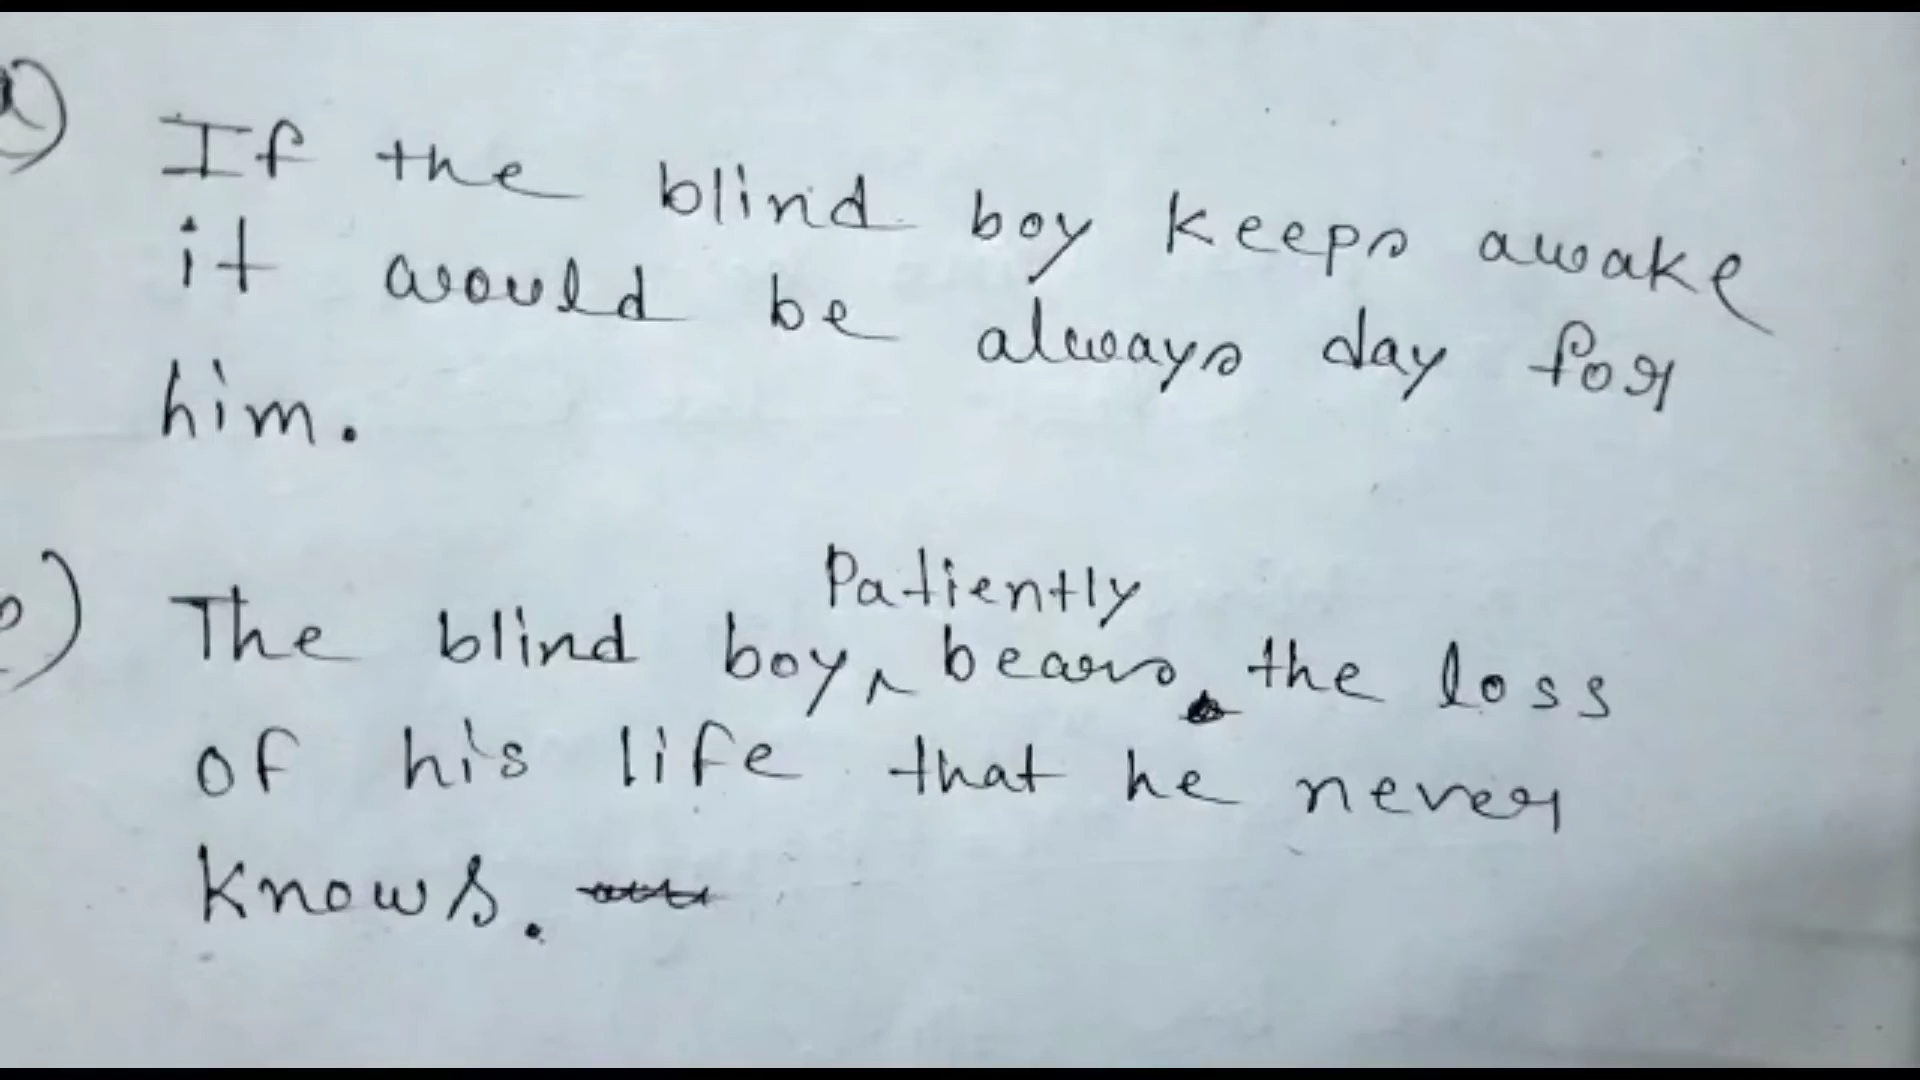 If the blind boy keeps awake
it would be always day for
him.
The blind boy Patiently bears the loss
of his life that he never
knows.